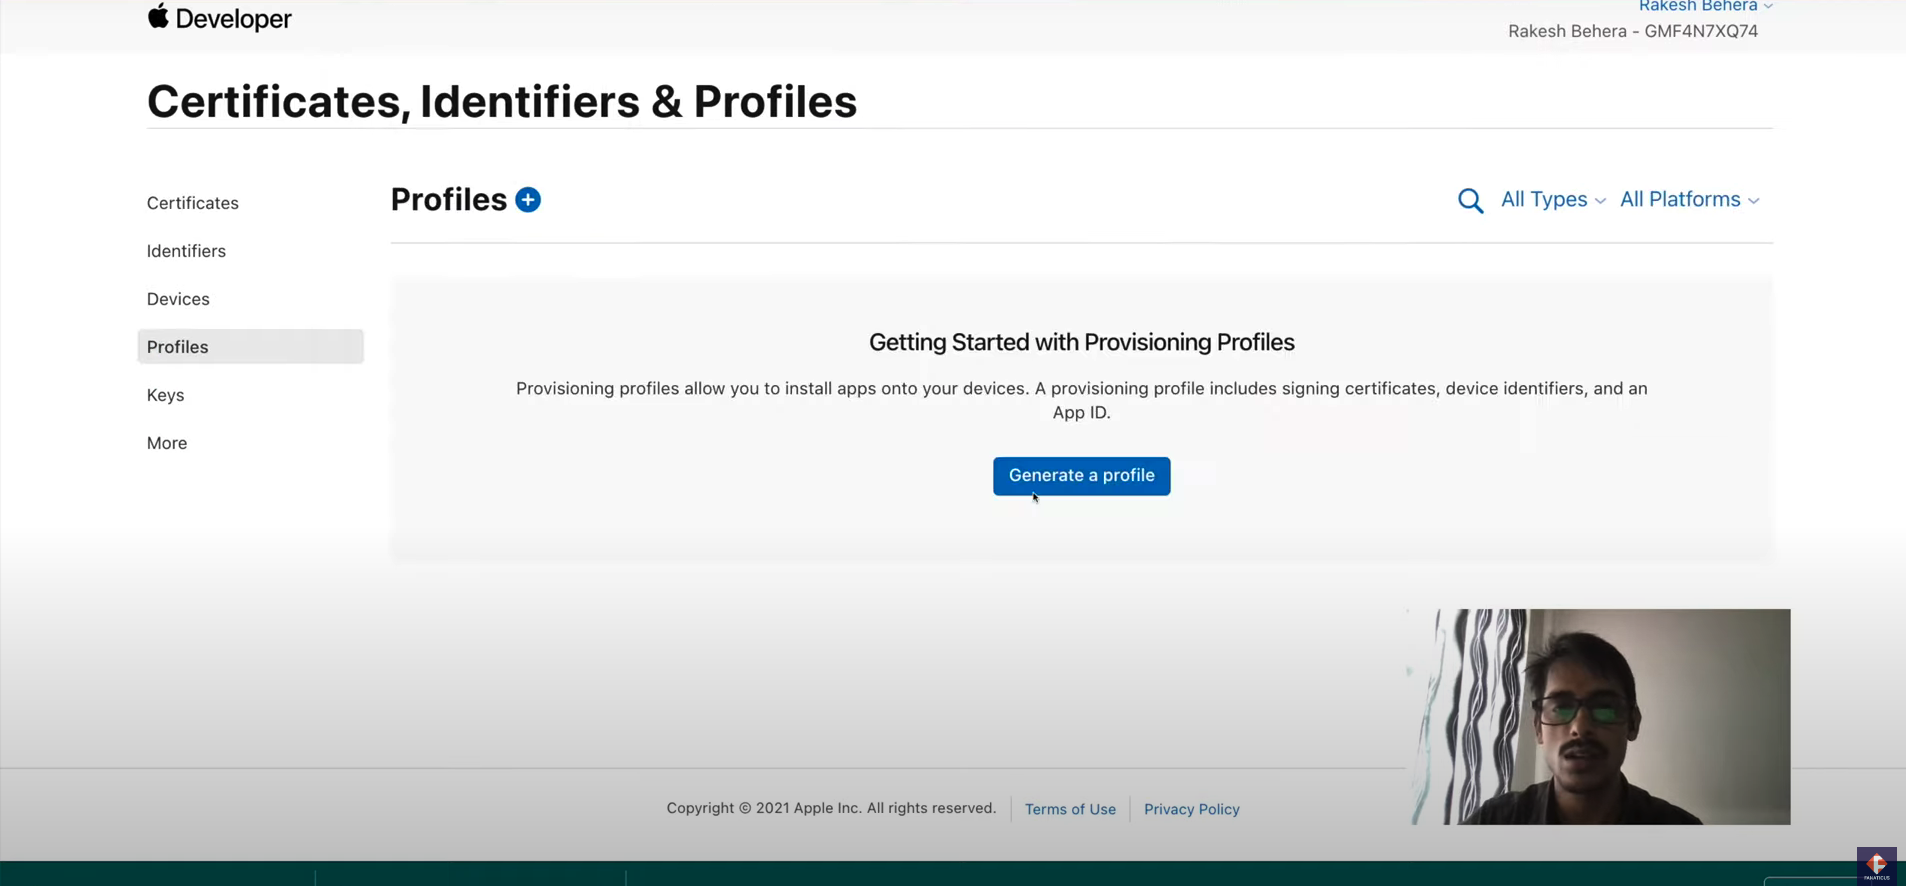 Developer
Rakesh Behera
Rakesh Behera - GMF4N7XQ74
Certificates, Identifiers & Profiles
Certificates
Identifiers
Devices
Profiles
Keys
More
Profiles
All Types
All Platforms
Getting Started with Provisioning Profiles
Provisioning profiles allow you to install apps onto your devices. A provisioning profile includes signing certificates, device identifiers, and an
App ID.
Generate a profile
Copyright © 2021 Apple Inc. All rights reserved.
Terms of Use
Privacy Policy
FANATICUS